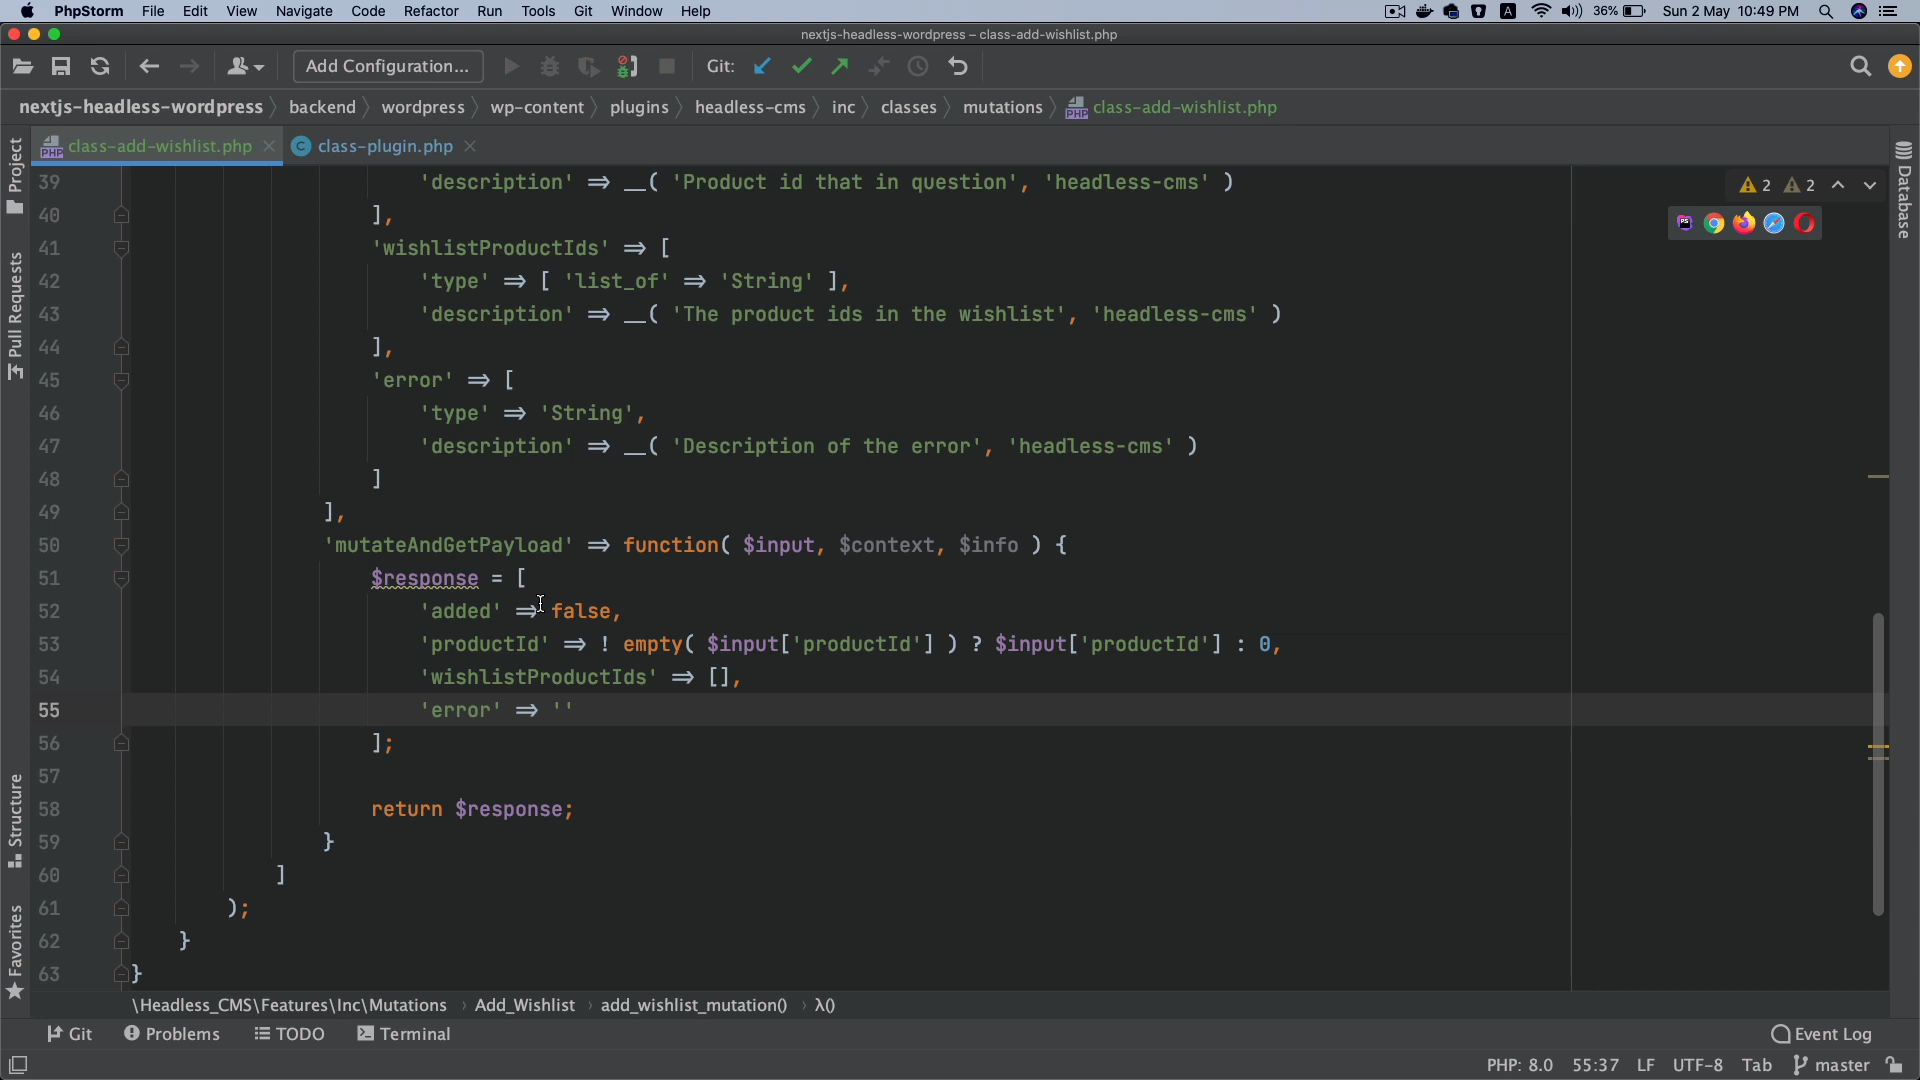 PhpStorm File Edit View Navigate Code Refactor Run Tools Git Window Help A 36% Sun 2 May 10:49 PM
nextjs-headless-wordpress – class-add-wishlist.php
Add Configuration... Git:
nextjs-headless-wordpress backend wordpress wp-content plugins headless-cms inc classes mutations PHP class-add-wishlist.php
PHP class-add-wishlist.php C class-plugin.php
Project
Pull Requests
Structure
Favorites
Database
2 2
PS
39 'description' => __( 'Product id that in question', 'headless-cms' )
40 ],
41 'wishlistProductIds' => [
42 'type' => [ 'list_of' => 'String' ],
43 'description' => __( 'The product ids in the wishlist', 'headless-cms' )
44 ],
45 'error' => [
46 'type' => 'String',
47 'description' => __( 'Description of the error', 'headless-cms' )
48 ]
49 ],
50 'mutateAndGetPayload' => function( $input, $context, $info ) {
51 $response = [
52 'added' => false,
53 'productId' => ! empty( $input['productId'] ) ? $input['productId'] : 0,
54 'wishlistProductIds' => [],
55 'error' => ''
56 ];
57
58 return $response;
59 }
60 ]
61 );
62 }
63 }
\Headless_CMS\Features\Inc\Mutations Add_Wishlist add_wishlist_mutation() λ()
Git Problems TODO Terminal Event Log
PHP: 8.0 55:37 LF UTF-8 Tab master